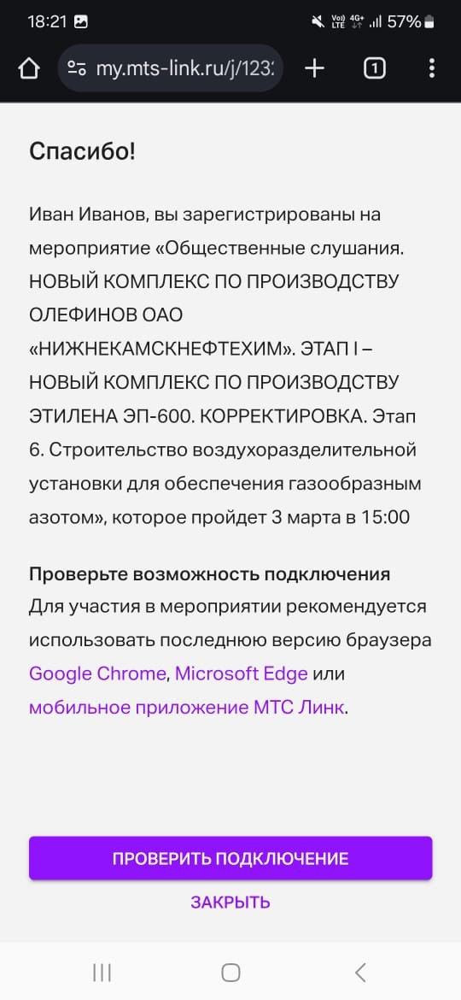 18:21 Vo)) LTE 4G+ 57%
my.mts-link.ru/j/123 1
Спасибо!
Иван Иванов, вы зарегистрированы на
мероприятие «Общественные слушания.
НОВЫЙ КОМПЛЕКС ПО ПРОИЗВОДСТВУ
ОЛЕФИНОВ ОАО
«НИЖНЕКАМСКНЕФТЕХИМ». ЭТАП I –
НОВЫЙ КОМПЛЕКС ПО ПРОИЗВОДСТВУ
ЭТИЛЕНА ЭП-600. КОРРЕКТИРОВКА. Этап
6. Строительство воздухоразделительной
установки для обеспечения газообразным
азотом», которое пройдет 3 марта в 15:00
Проверьте возможность подключения
Для участия в мероприятии рекомендуется
использовать последнюю версию браузера
Google Chrome, Microsoft Edge или
мобильное приложение МТС Линк.
ПРОВЕРИТЬ ПОДКЛЮЧЕНИЕ
ЗАКРЫТЬ